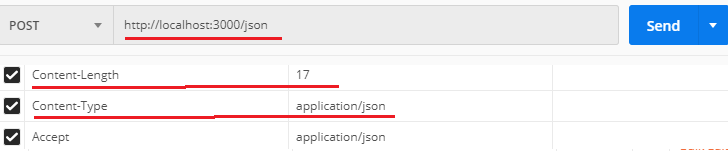 POST http://localhost:3000/json Send
Content-Length 17
Content-Type application/json
Accept application/json